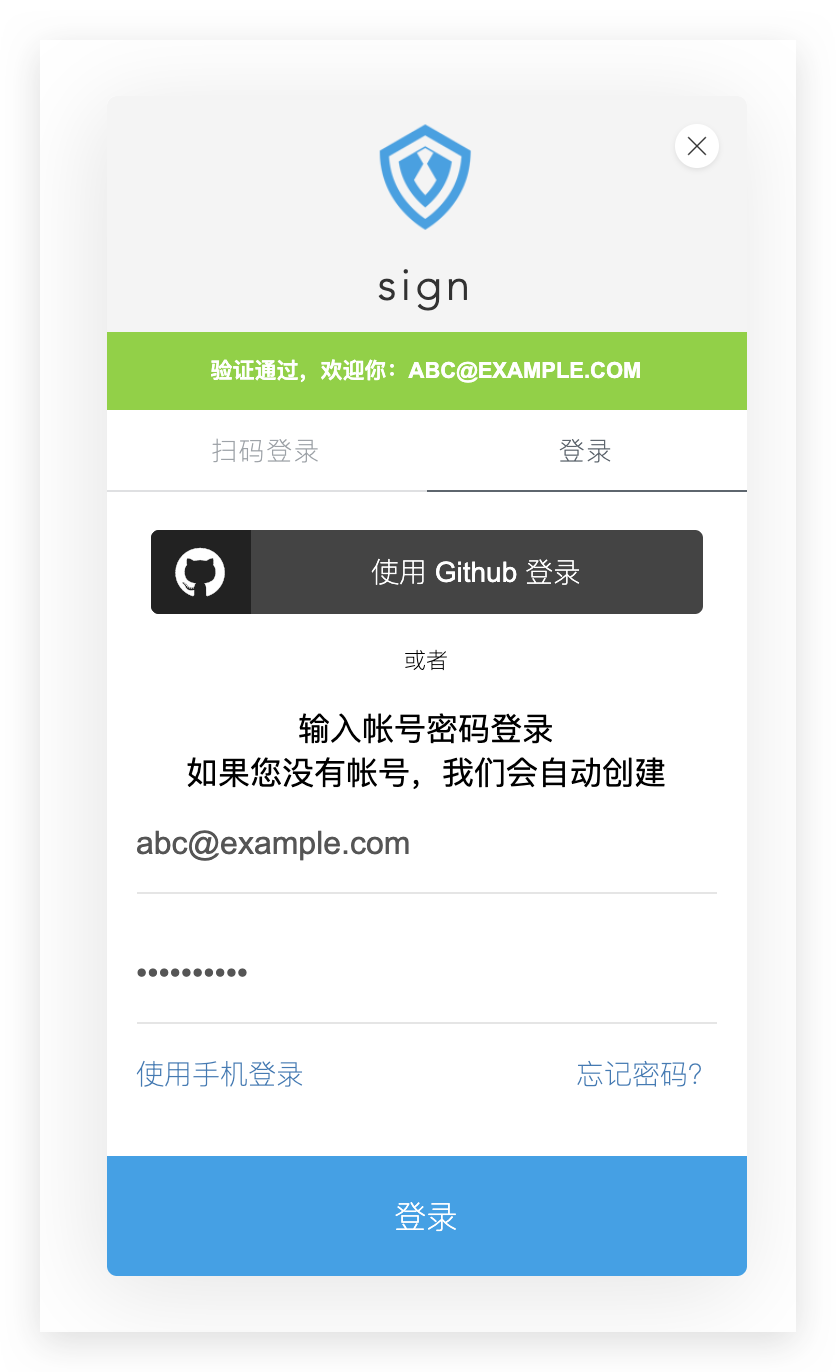 sign
验证通过，欢迎你：ABC@EXAMPLE.COM
扫码登录
登录
使用 Github 登录
或者
输入帐号密码登录
如果您没有帐号，我们会自动创建
abc@example.com
••••••••••
使用手机登录
忘记密码？
登录